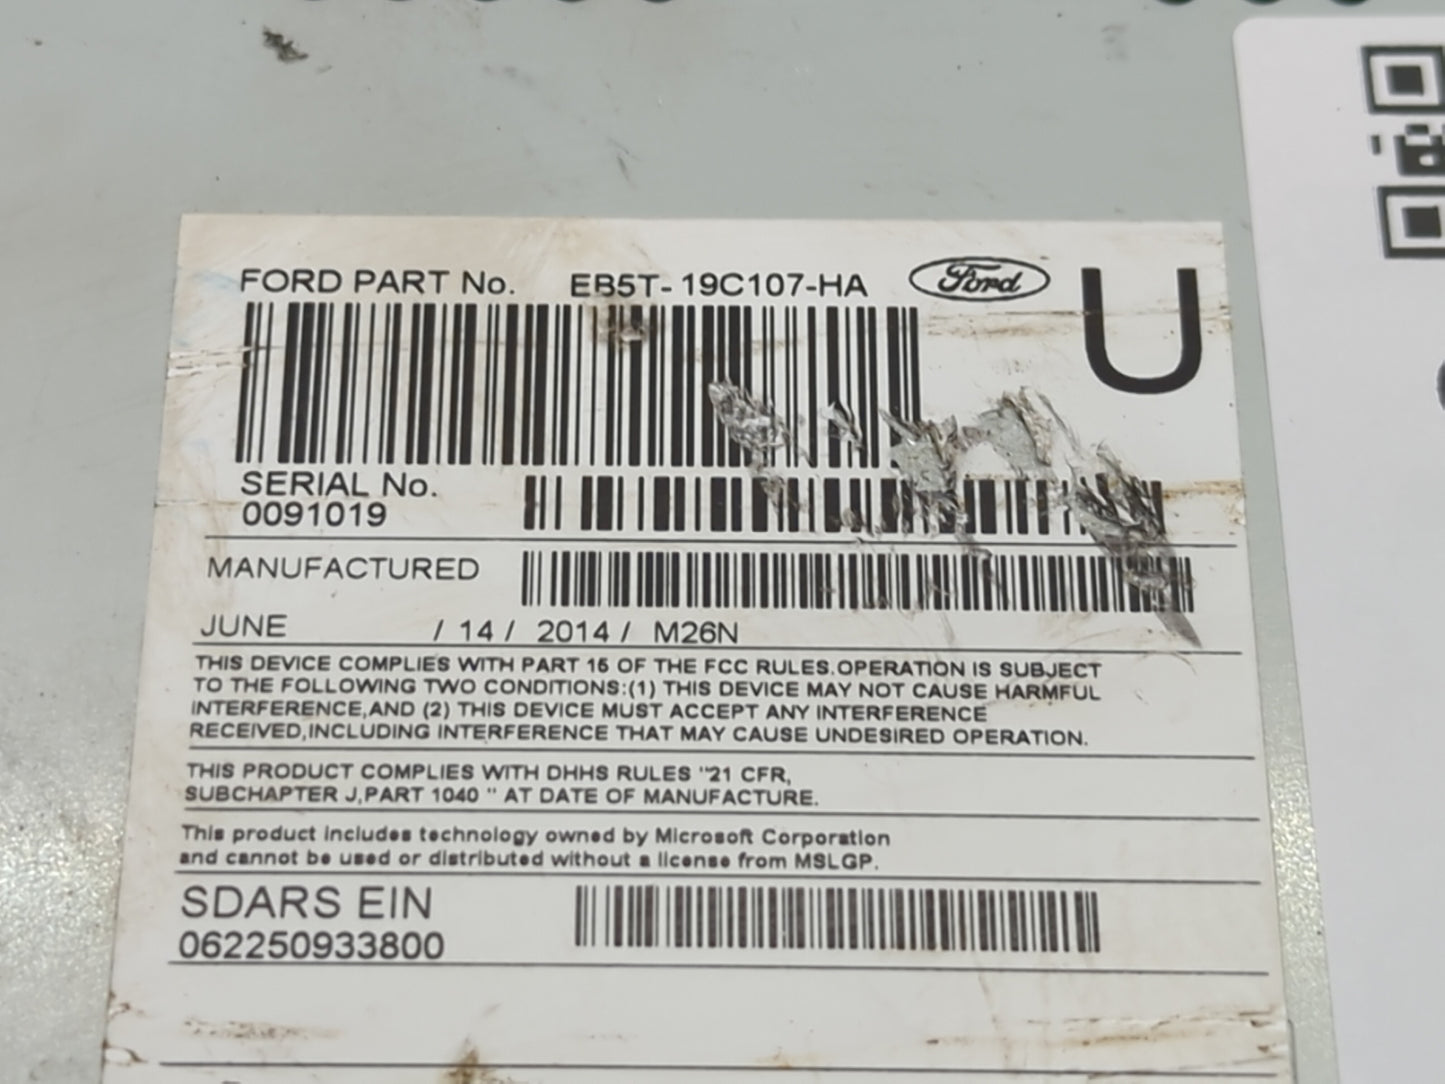 FORD PART No. EB5T-19C107-HA Ford U
SERIAL No.
0091019
MANUFACTURED
JUNE / 14 / 2014 / M26N
THIS DEVICE COMPLIES WITH PART 15 OF THE FCC RULES.OPERATION IS SUBJECT
TO THE FOLLOWING TWO CONDITIONS:(1) THIS DEVICE MAY NOT CAUSE HARMFUL
INTERFERENCE,AND (2) THIS DEVICE MUST ACCEPT ANY INTERFERENCE
RECEIVED,INCLUDING INTERFERENCE THAT MAY CAUSE UNDESIRED OPERATION.
THIS PRODUCT COMPLIES WITH DHHS RULES "21 CFR,
SUBCHAPTER J,PART 1040 " AT DATE OF MANUFACTURE.
This product includes technology owned by Microsoft Corporation
and cannot be used or distributed without a license from MSLGP.
SDARS EIN
062250933800